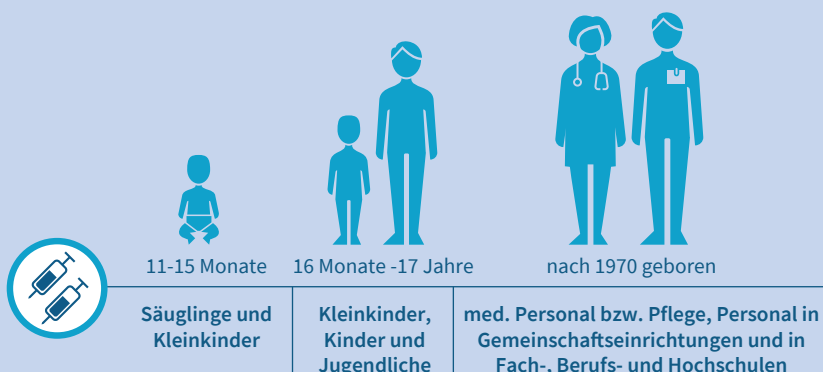 11-15 Monate
16 Monate -17 Jahre
nach 1970 geboren
Säuglinge und
Kleinkinder
Kleinkinder,
Kinder und
Jugendliche
med. Personal bzw. Pflege, Personal in
Gemeinschaftseinrichtungen und in
Fach-, Berufs- und Hochschulen